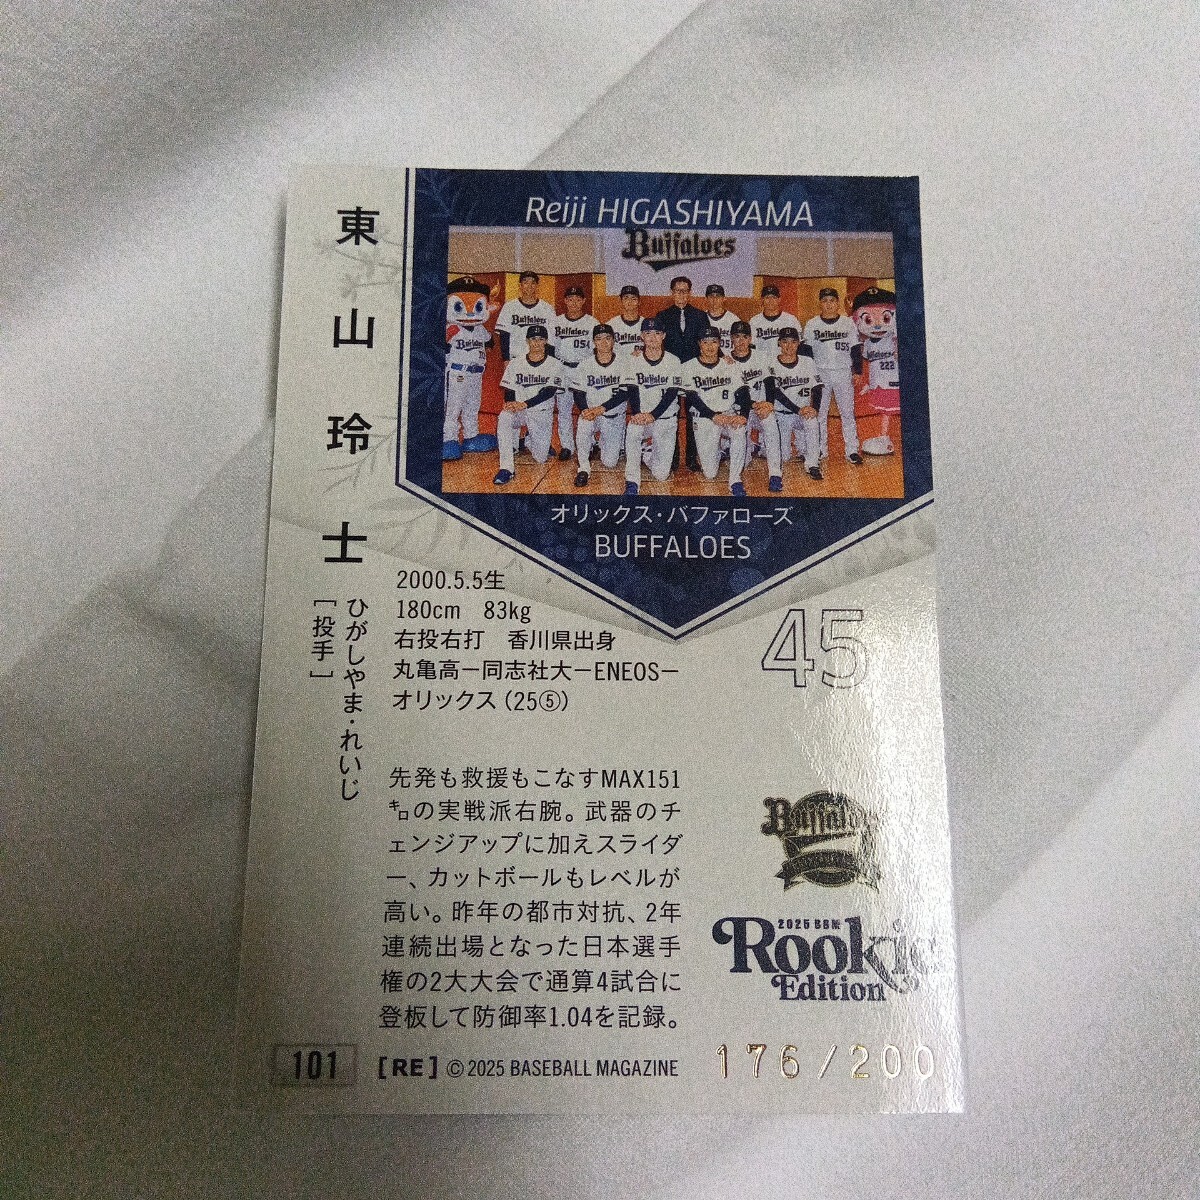 東山玲士
ひがしやま・れいじ
[投手]
Reiji HIGASHIYAMA
Buffaloes
オリックス・バファローズ
BUFFALOES
2000.5.5生
180cm 83kg
右投右打 香川県出身
丸亀高ー同志社大ーENEOSー
オリックス（25⑤）
45
先発も救援もこなすMAX151
㌔の実戦派右腕。武器のチ
ェンジアップに加えスライダ
ー、カットボールもレベルが
高い。昨年の都市対抗、2年
連続出場となった日本選手
権の2大大会で通算4試合に
登板して防御率1.04を記録。
Buffaloes
2025 BBM
Rookie
Edition
101
[RE] ©2025 BASEBALL MAGAZINE
176/200